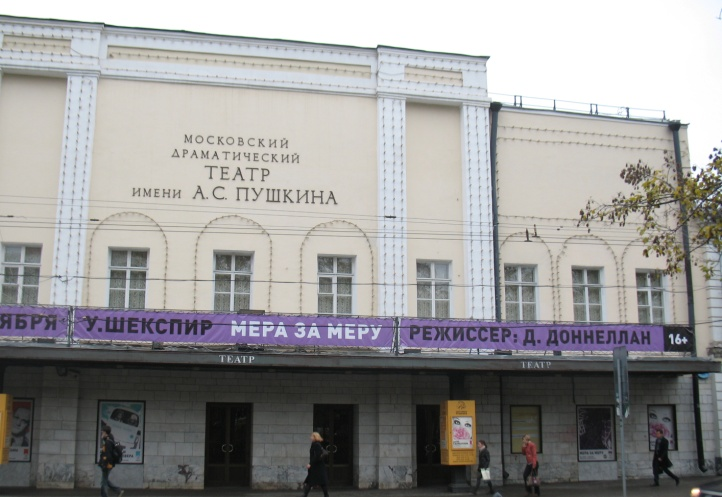 МОСКОВСКИЙ
ДРАМАТИЧЕСКИЙ
ТЕАТР
ИМЕНИ А.С. ПУШКИНА
ЯБРЯ У.ШЕКСПИР МЕРА ЗА МЕРУ РЕЖИССЕР: Д. ДОННЕЛЛАН 16+
ТЕАТР ТЕАТР